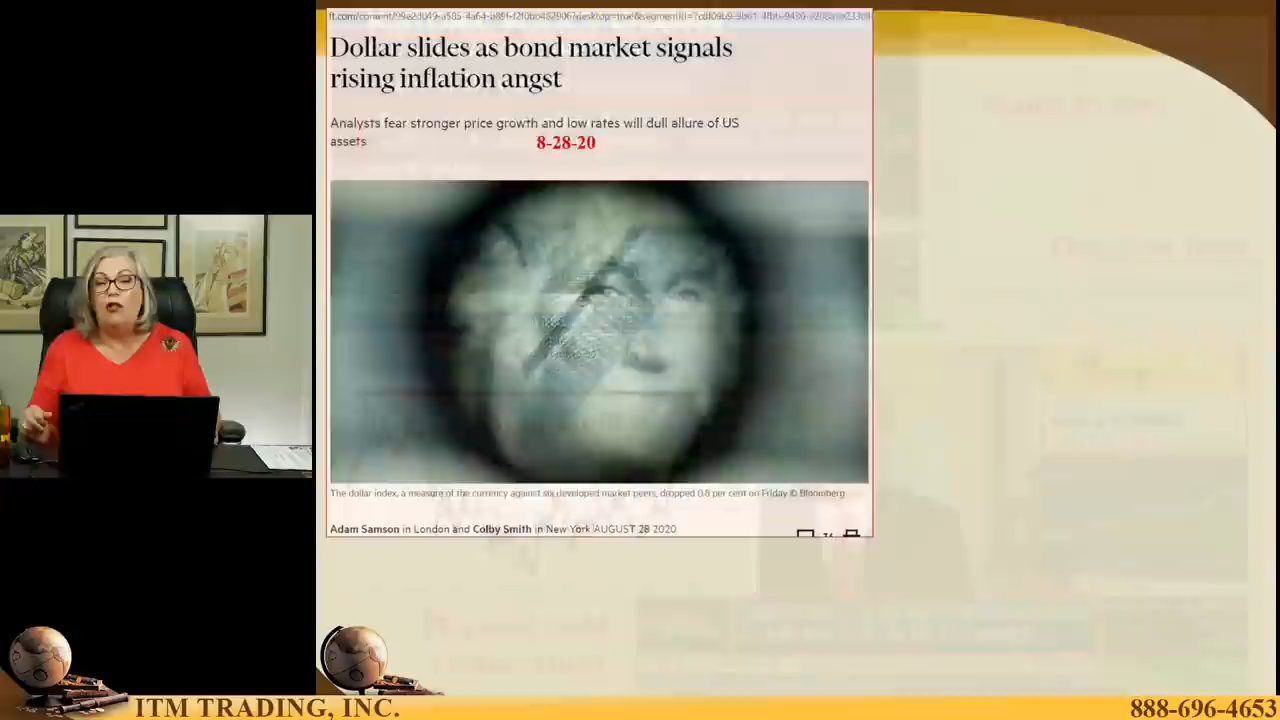 Dollar slides as bond market signals
rising inflation angst
Analysts fear stronger price growth and low rates will dull allure of US
assets
8-28-20
The dollar index, a measure of the currency against six developed market peers, dropped 0.8 per cent on Friday © Bloomberg
Adam Samson in London and Colby Smith in New York AUGUST 28 2020
ITM TRADING, INC.
888-696-4653